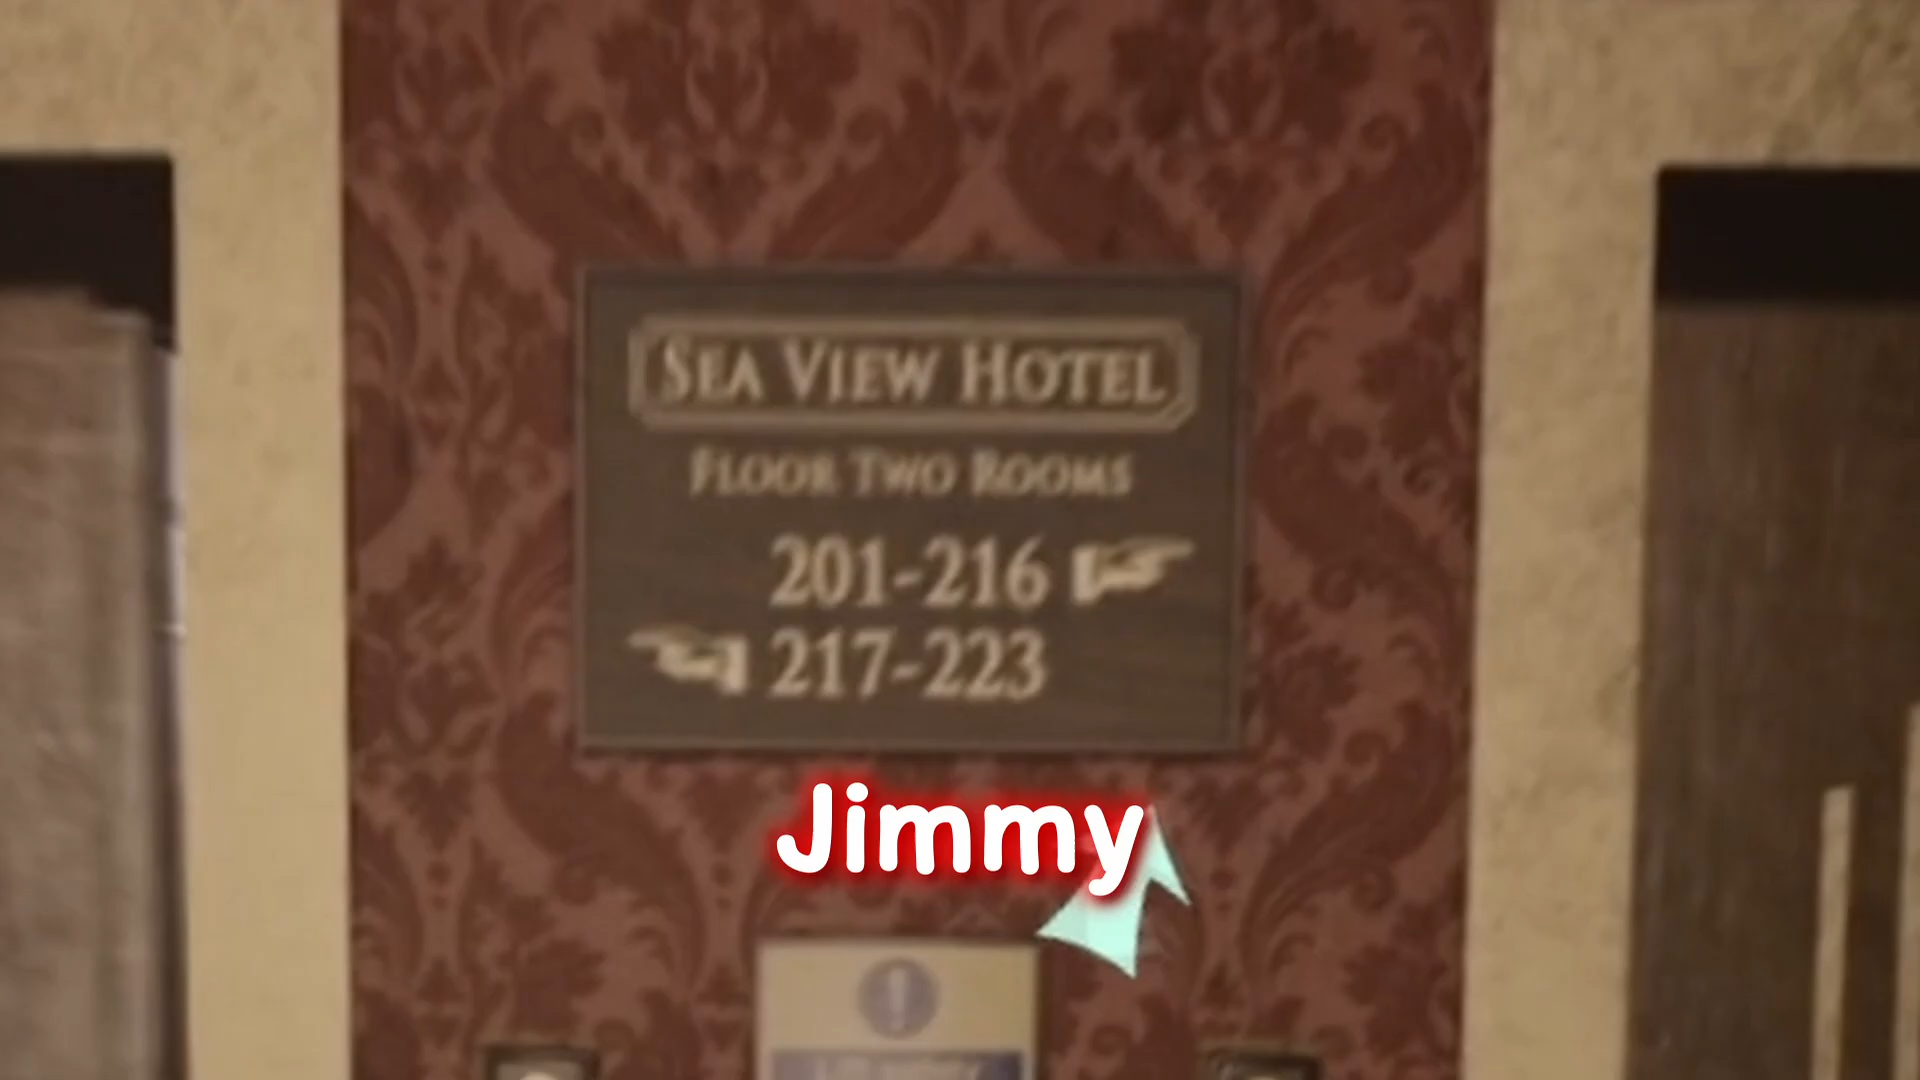 SEA VIEW HOTEL
FLOOR TWO ROOMS
201-216
217-223
Jimmy
!